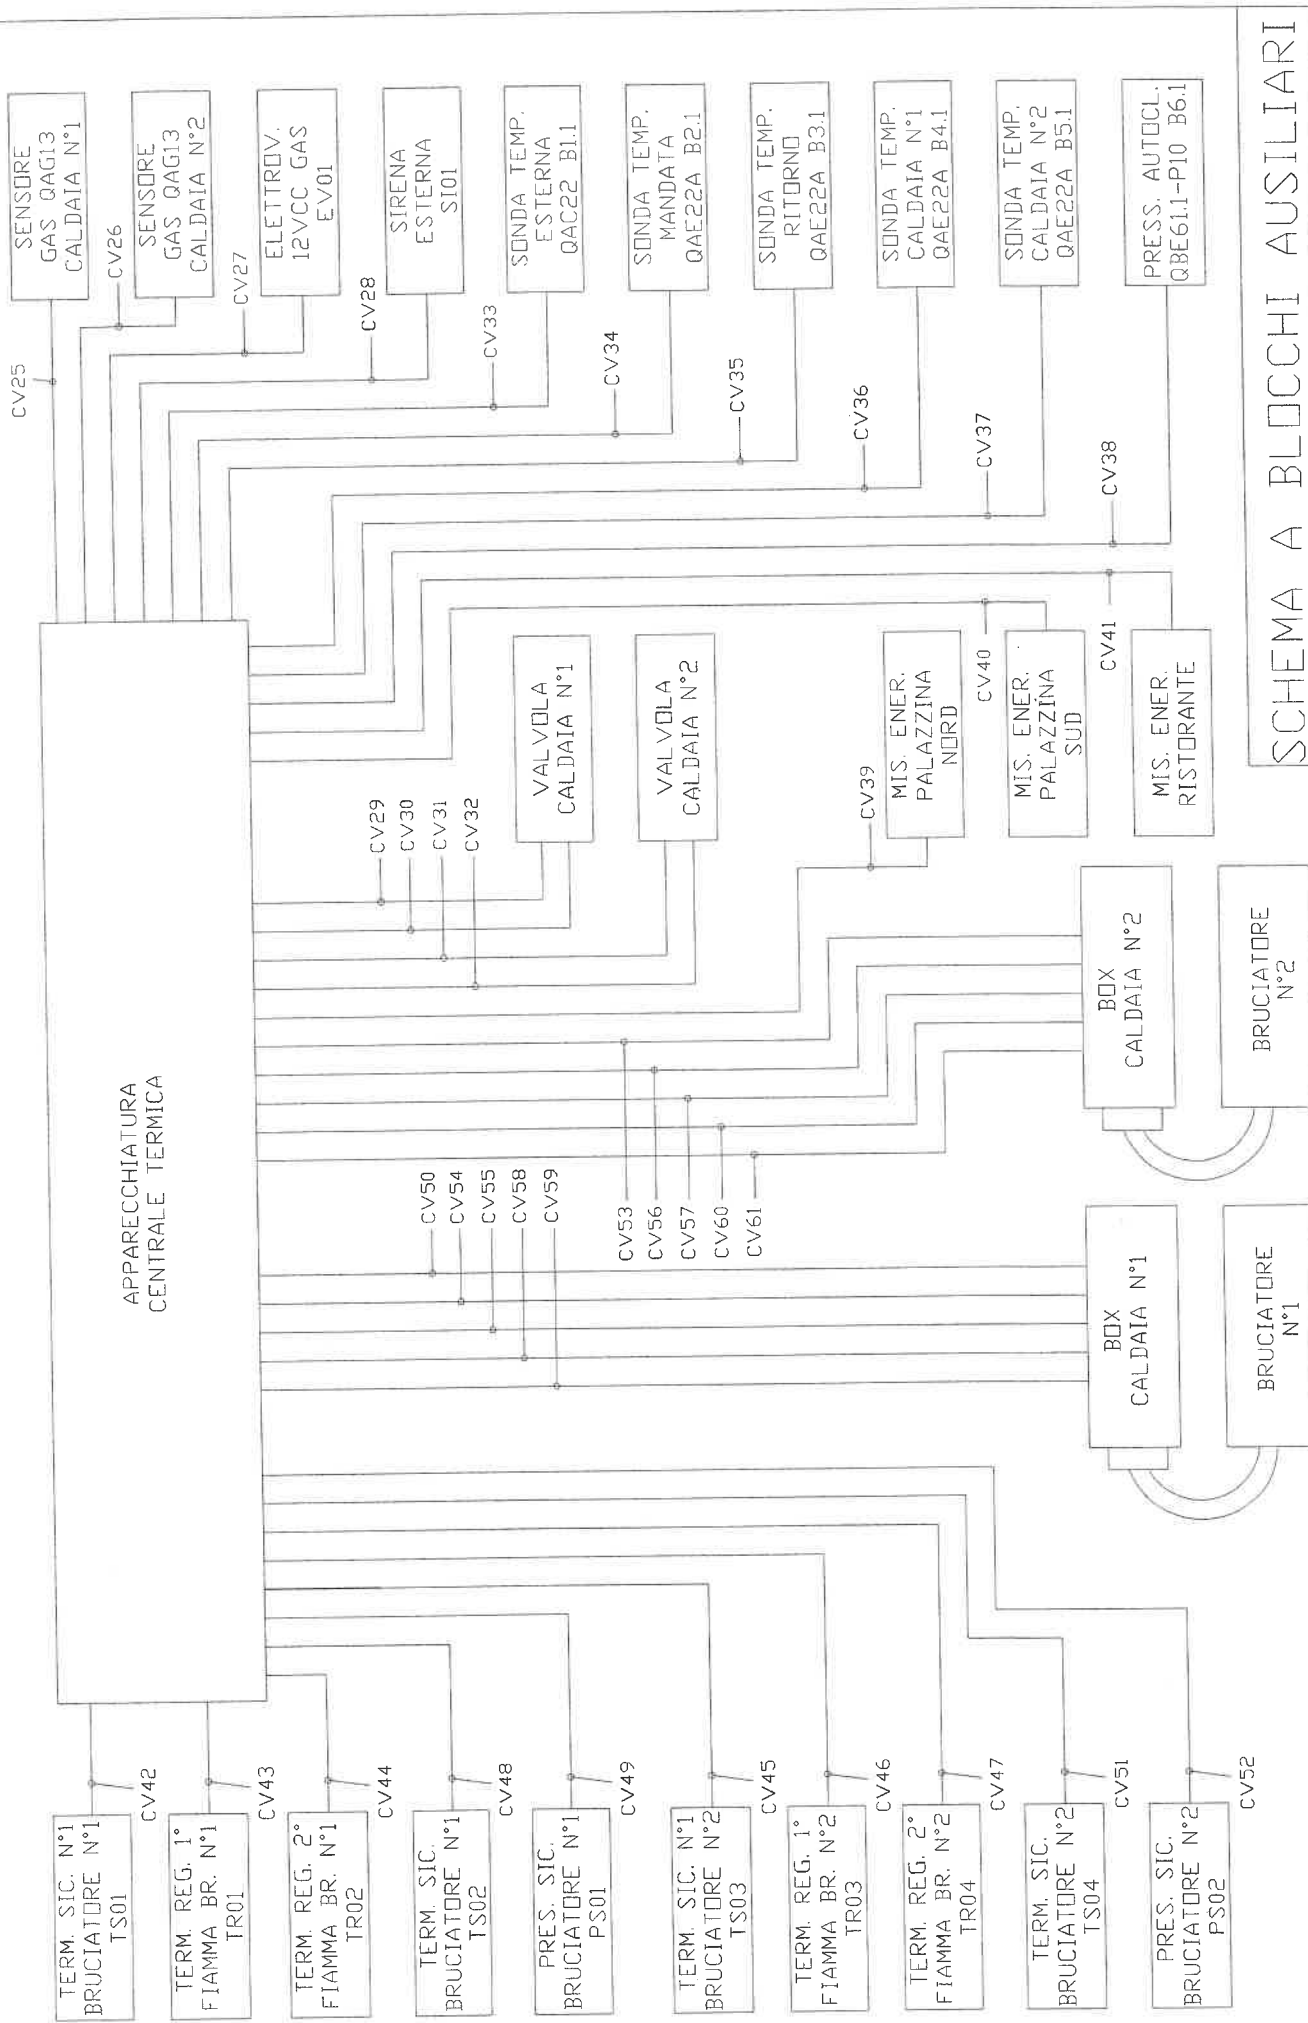 TERM. SIC. N°1
BRUCIATORE N°1
TS01
CV42
TERM. REG. 1°
FIAMMA BR. N°1
TR01
CV43
TERM. REG. 2°
FIAMMA BR. N°1
TR02
CV44
TERM. SIC.
BRUCIATORE N°1
TS02
CV48
PRES. SIC.
BRUCIATORE N°1
PS01
CV49
TERM. SIC. N°1
BRUCIATORE N°2
TS03
CV45
TERM. REG. 1°
FIAMMA BR. N°2
TR03
CV46
TERM. REG. 2°
FIAMMA BR. N°2
TR04
CV47
TERM. SIC.
BRUCIATORE N°2
TS04
CV51
PRES. SIC.
BRUCIATORE N°2
PS02
CV52
APPARECCHIATURA
CENTRALE TERMICA
CV50
CV54
CV55
CV58
CV59
BOX
CALDAIA N°1
BRUCIATORE
N°1
CV53
CV56
CV57
CV60
CV61
BOX
CALDAIA N°2
BRUCIATORE
N°2
CV29
CV30
CV31
CV32
VALVOLA
CALDAIA N°1
VALVOLA
CALDAIA N°2
CV39
MIS. ENER.
PALAZZINA
NORD
CV40
MIS. ENER.
PALAZZINA
SUD
CV41
MIS. ENER.
RISTORANTE
CV25
SENSORE
GAS QAG13
CALDAIA N°1
CV26
SENSORE
GAS QAG13
CALDAIA N°2
CV27
ELETTROV.
12VCC GAS
EV01
CV28
SIRENA
ESTERNA
SI01
CV33
SONDA TEMP.
ESTERNA
QAC22 B1.1
CV34
SONDA TEMP.
MANDATA
QAE22A B2.1
CV35
SONDA TEMP.
RITORNO
QAE22A B3.1
CV36
SONDA TEMP.
CALDAIA N°1
QAE22A B4.1
CV37
SONDA TEMP.
CALDAIA N°2
QAE22A B5.1
CV38
PRESS. AUTOCL.
QBE61.1-P10 B6.1
SCHEMA A BLOCCHI AUSILIARI